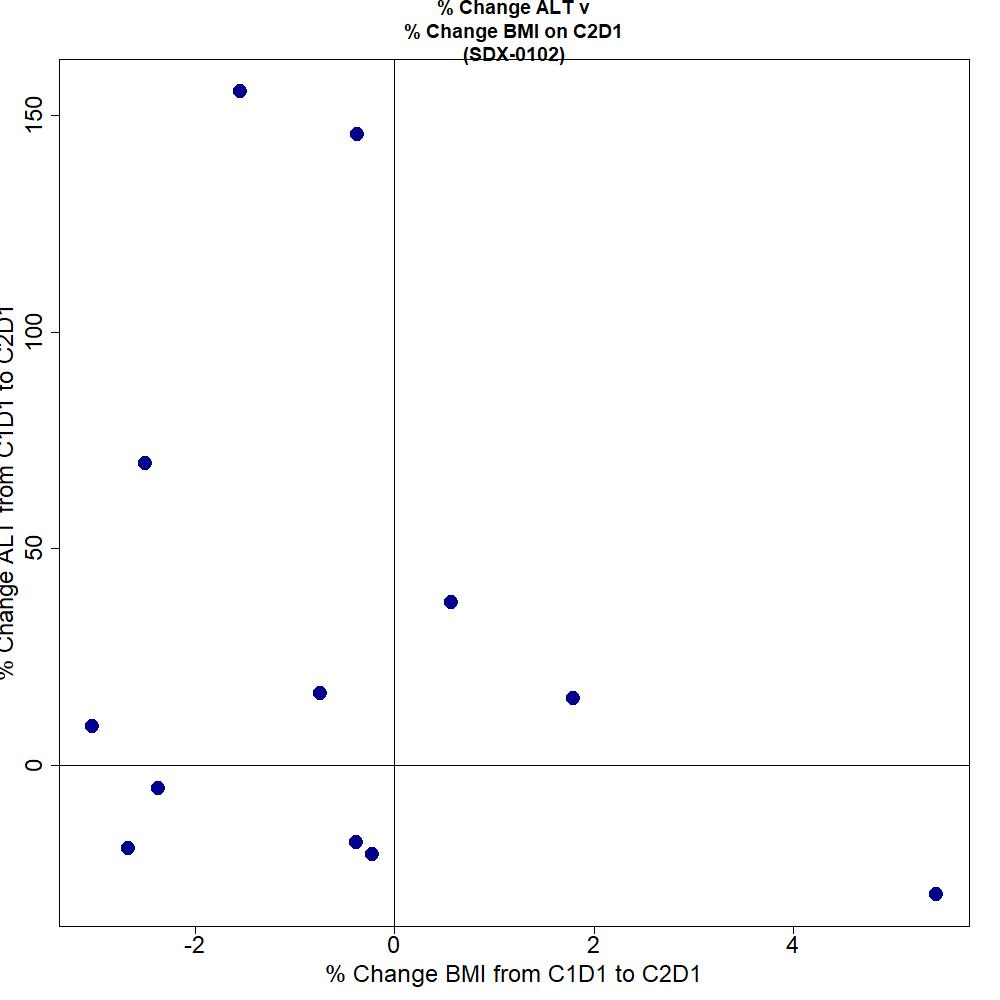 % Change ALT v
% Change BMI on C2D1
(SDX-0102)
% Change ALT from C1D1 to C2D1
150
100
50
0
-2
0
2
4
% Change BMI from C1D1 to C2D1